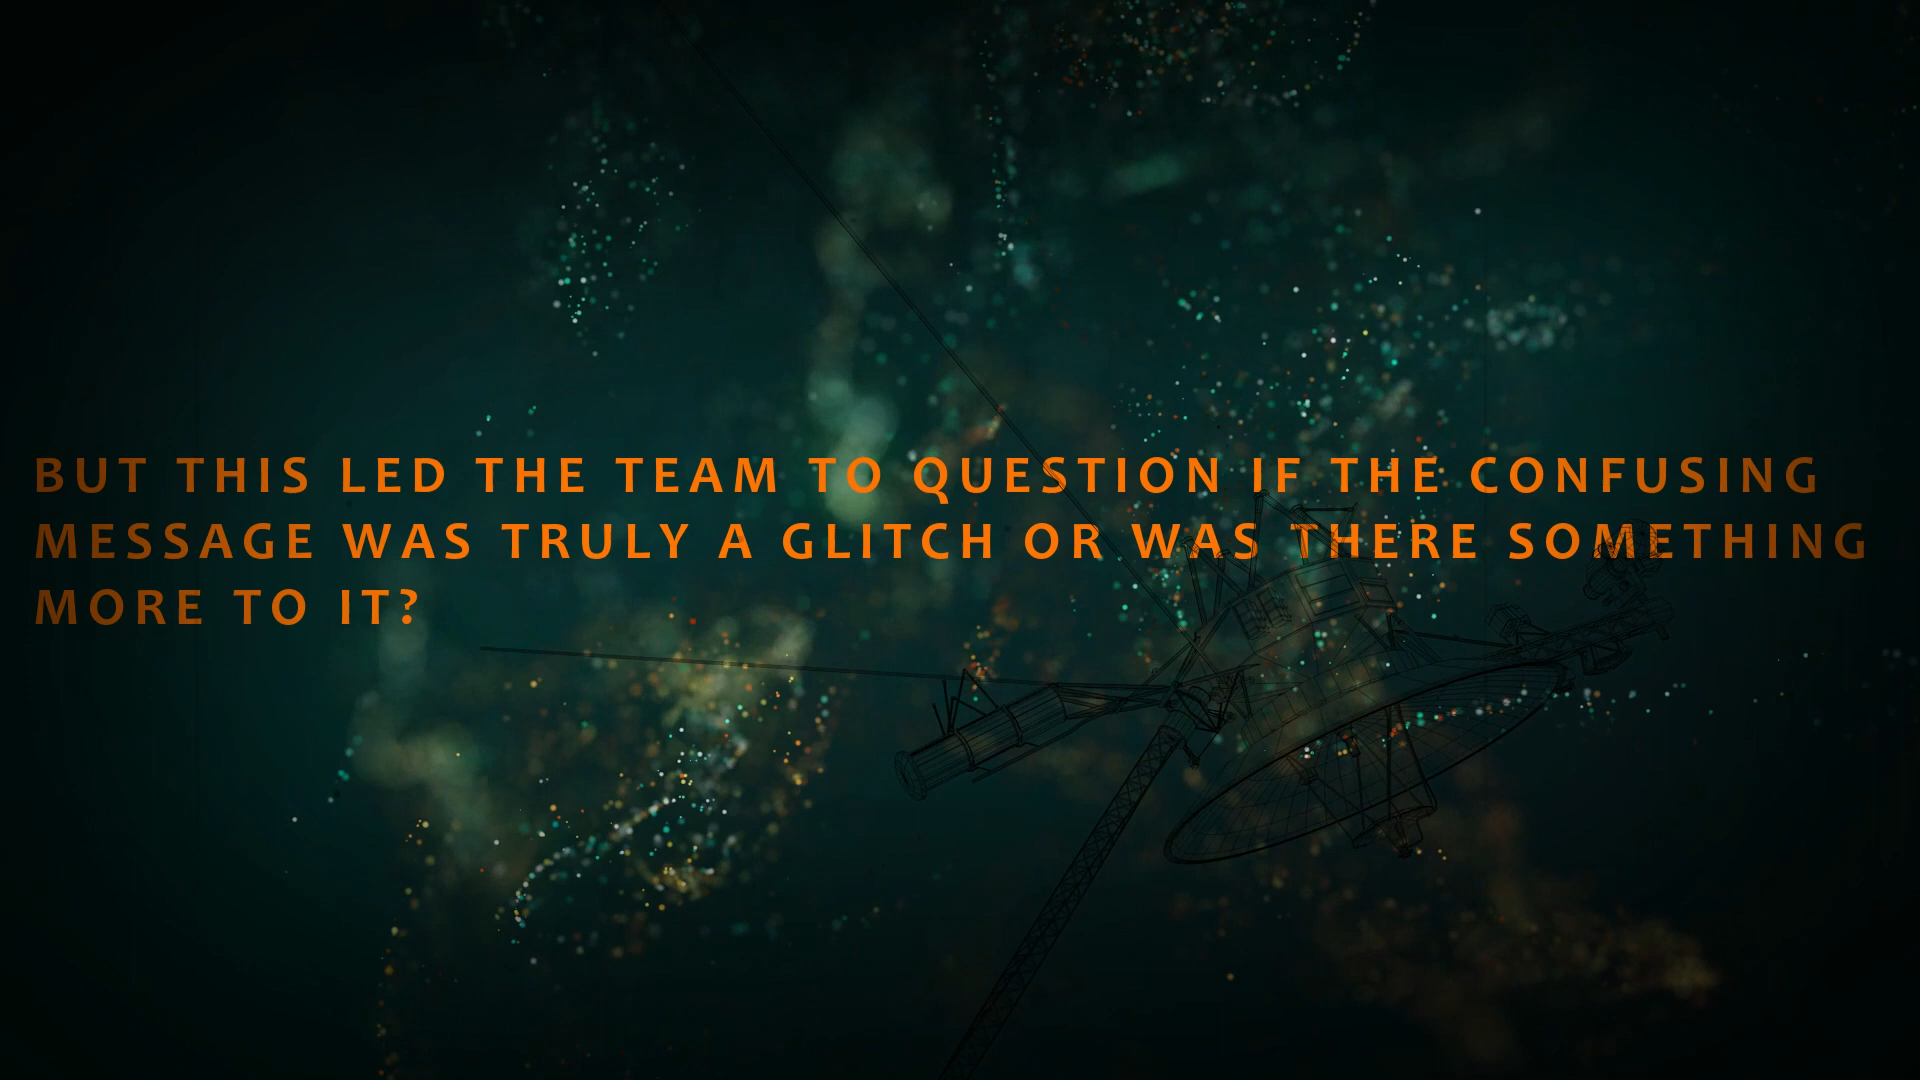 BUT THIS LED THE TEAM TO QUESTION IF THE CONFUSING
MESSAGE WAS TRULY A GLITCH OR WAS THERE SOMETHING
MORE TO IT?